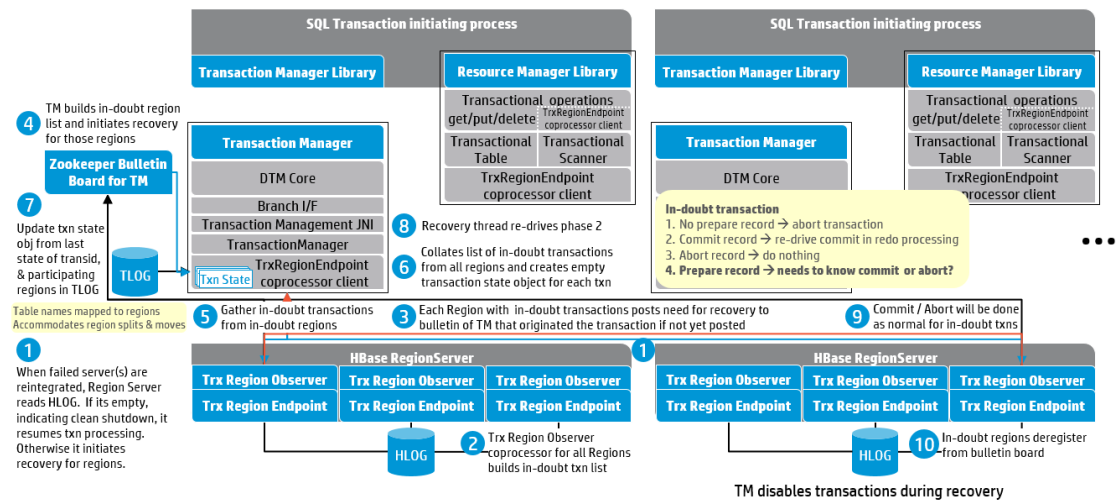 SQL Transaction initiating process
Transaction Manager Library
Resource Manager Library
Transactional operations
get/put/delete
TrxRegionEndpoint
coprocessor client
Transactional
Table
Transactional
Scanner
TrxRegionEndpoint
coprocessor client
SQL Transaction initiating process
Transaction Manager Library
Resource Manager Library
Transactional operations
get/put/delete
TrxRegionEndpoint
coprocessor client
Transactional
Table
Transactional
Scanner
TrxRegionEndpoint
coprocessor client
4
TM builds in-doubt region
list and initiates recovery
for those regions
Zookeeper Bulletin
Board for TM
7
Update txn state
obj from last
state of transid,
& participating
regions in TLOG
TLOG
Table names mapped to regions
Accommodates region splits & moves
Transaction Manager
DTM Core
Branch I/F
Transaction Management JNI
TransactionManager
TrxRegionEndpoint
coprocessor client
Txn State
8
Recovery thread re-drives phase 2
6
Collates list of in-doubt transactions
from all regions and creates empty
transaction state object for each txn
Transaction Manager
DTM Core
In-doubt transaction
1. No prepare record → abort transaction
2. Commit record → re-drive commit in redo processing
3. Abort record → do nothing
4. Prepare record → needs to know commit or abort?
...
5
Gather in-doubt transactions
from in-doubt regions
3
Each Region with in-doubt transactions posts need for recovery to
bulletin of TM that originated the transaction if not yet posted
9
Commit / Abort will be done
as normal for in-doubt txns
1
When failed server(s) are
reintegrated, Region Server
reads HLOG. If its empty,
indicating clean shutdown, it
resumes txn processing.
Otherwise it initiates
recovery for regions.
HBase RegionServer
Trx Region Observer
Trx Region Observer
Trx Region Observer
Trx Region Endpoint
Trx Region Endpoint
Trx Region Endpoint
HLOG
2
Trx Region Observer
coprocessor for all Regions
builds in-doubt txn list
1
HBase RegionServer
Trx Region Observer
Trx Region Observer
Trx Region Observer
Trx Region Endpoint
Trx Region Endpoint
Trx Region Endpoint
HLOG
10
In-doubt regions deregister
from bulletin board
TM disables transactions during recovery